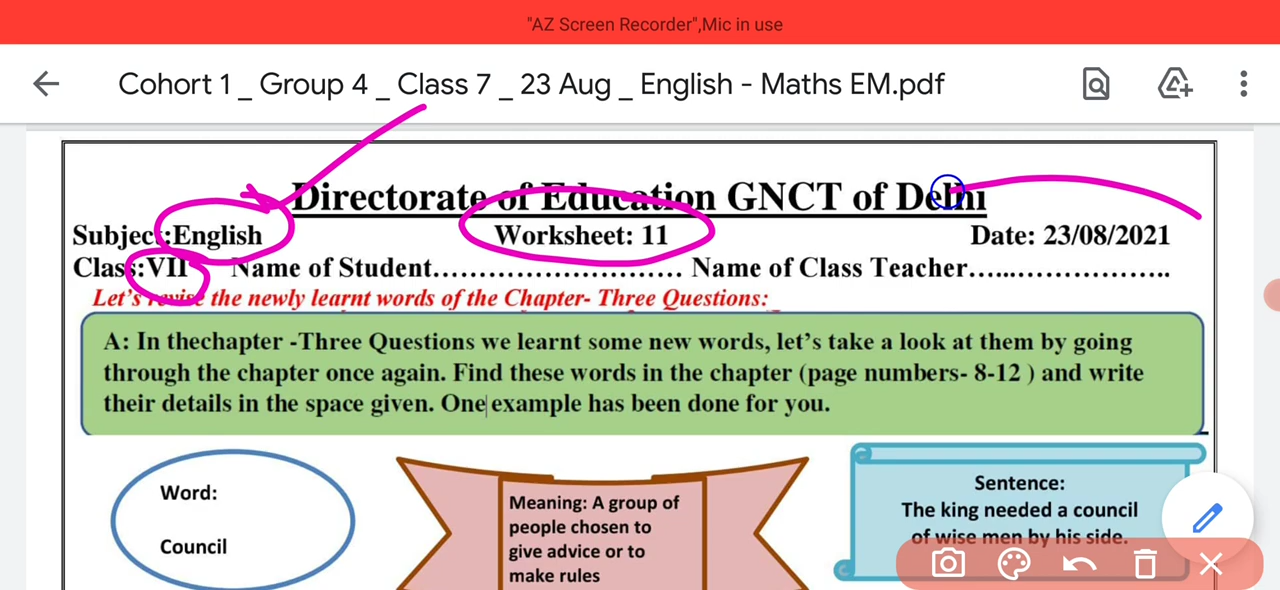 "AZ Screen Recorder",Mic in use
Cohort 1 _ Group 4 _ Class 7 _ 23 Aug _ English - Maths EM.pdf
Directorate of Education GNCT of Delhi
Subject:English Worksheet: 11 Date: 23/08/2021
Class:VII Name of Student………………………. Name of Class Teacher…...………………..
Let's revise the newly learnt words of the Chapter- Three Questions:
A: In thechapter -Three Questions we learnt some new words, let's take a look at them by going
through the chapter once again. Find these words in the chapter (page numbers- 8-12 ) and write
their details in the space given. One example has been done for you.
Word:
Council
Meaning: A group of
people chosen to
give advice or to
make rules
Sentence:
The king needed a council
of wise men by his side.